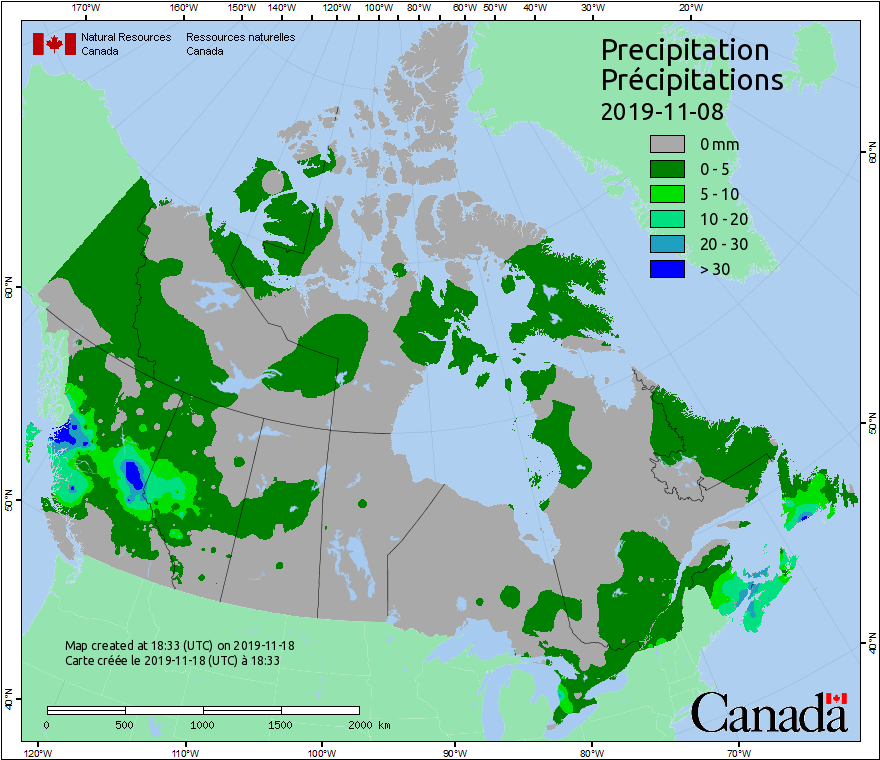 170°W 160°W 150°W 140°W 130°W 120°W 110°W 100°W 90°W 80°W 60°W 50°W 40°W 30°W 20°W
Natural Resources Canada
Ressources naturelles Canada
Precipitation
Précipitations
2019-11-08
0 mm
0 - 5
5 - 10
10 - 20
20 - 30
> 30
60°N
60°N
50°N
50°N
40°N
40°N
Map created at 18:33 (UTC) on 2019-11-18
Carte créée le 2019-11-18 (UTC) à 18:33
0 500 1000 1500 2000 km
Canada
120°W 110°W 100°W 90°W 80°W 70°W